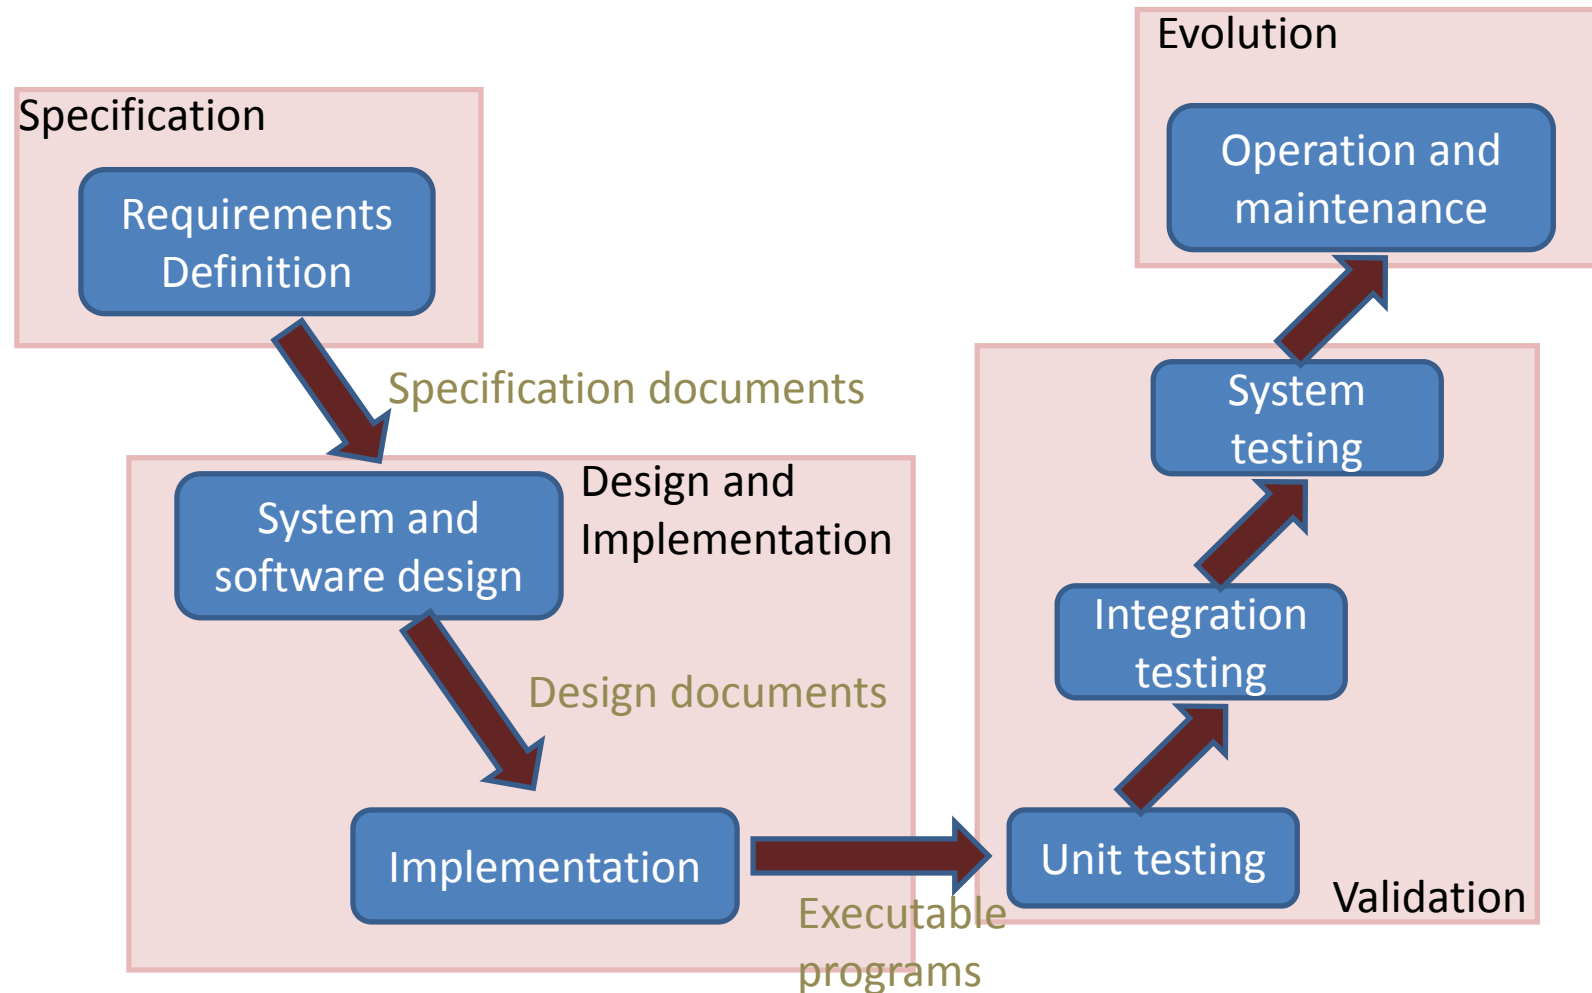 Specification
Requirements
Definition
Specification documents
Design and
Implementation
System and
software design
Design documents
Implementation
Executable
programs
Unit testing
Validation
Integration
testing
System
testing
Evolution
Operation and
maintenance